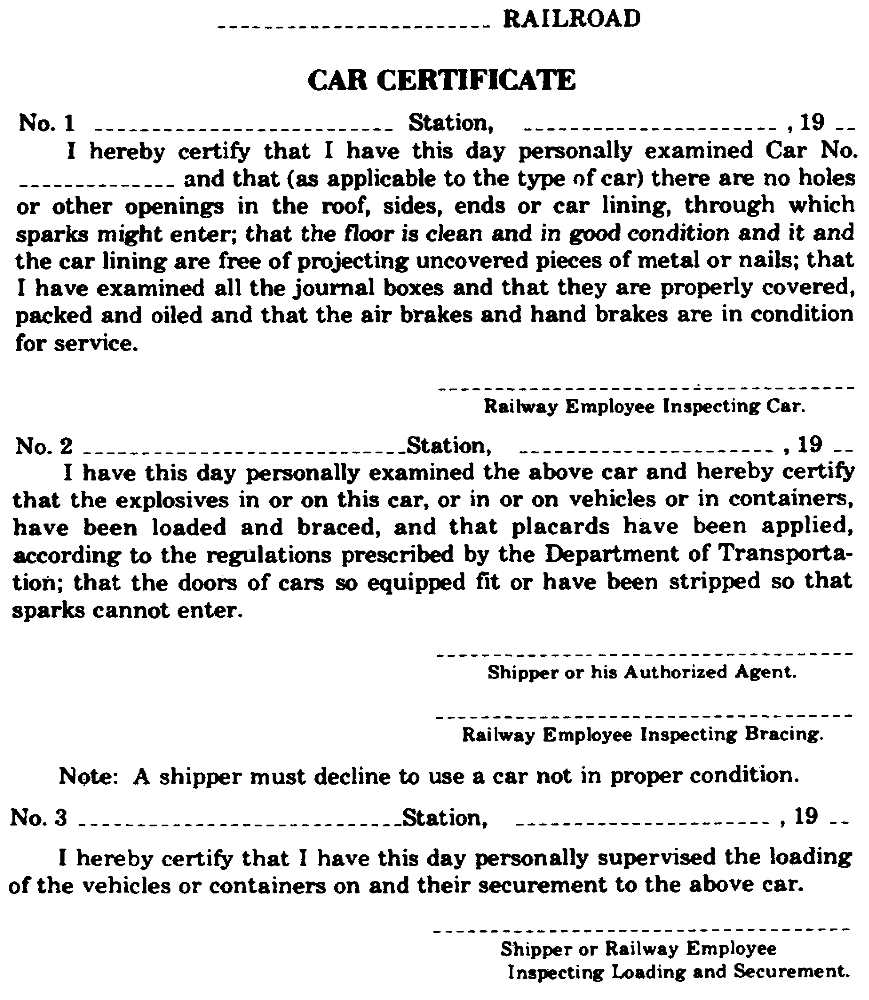 RAILROAD
CAR CERTIFICATE
No. 1 Station, , 19
I hereby certify that I have this day personally examined Car No.
and that (as applicable to the type of car) there are no holes
or other openings in the roof, sides, ends or car lining, through which
sparks might enter; that the floor is clean and in good condition and it and
the car lining are free of projecting uncovered pieces of metal or nails; that
I have examined all the journal boxes and that they are properly covered,
packed and oiled and that the air brakes and hand brakes are in condition
for service.
Railway Employee Inspecting Car.
No. 2 Station, , 19
I have this day personally examined the above car and hereby certify
that the explosives in or on this car, or in or on vehicles or in containers,
have been loaded and braced, and that placards have been applied,
according to the regulations prescribed by the Department of Transporta-
tion; that the doors of cars so equipped fit or have been stripped so that
sparks cannot enter.
Shipper or his Authorized Agent.
Railway Employee Inspecting Bracing.
Note: A shipper must decline to use a car not in proper condition.
No. 3 Station, , 19
I hereby certify that I have this day personally supervised the loading
of the vehicles or containers on and their securement to the above car.
Shipper or Railway Employee
Inspecting Loading and Securement.